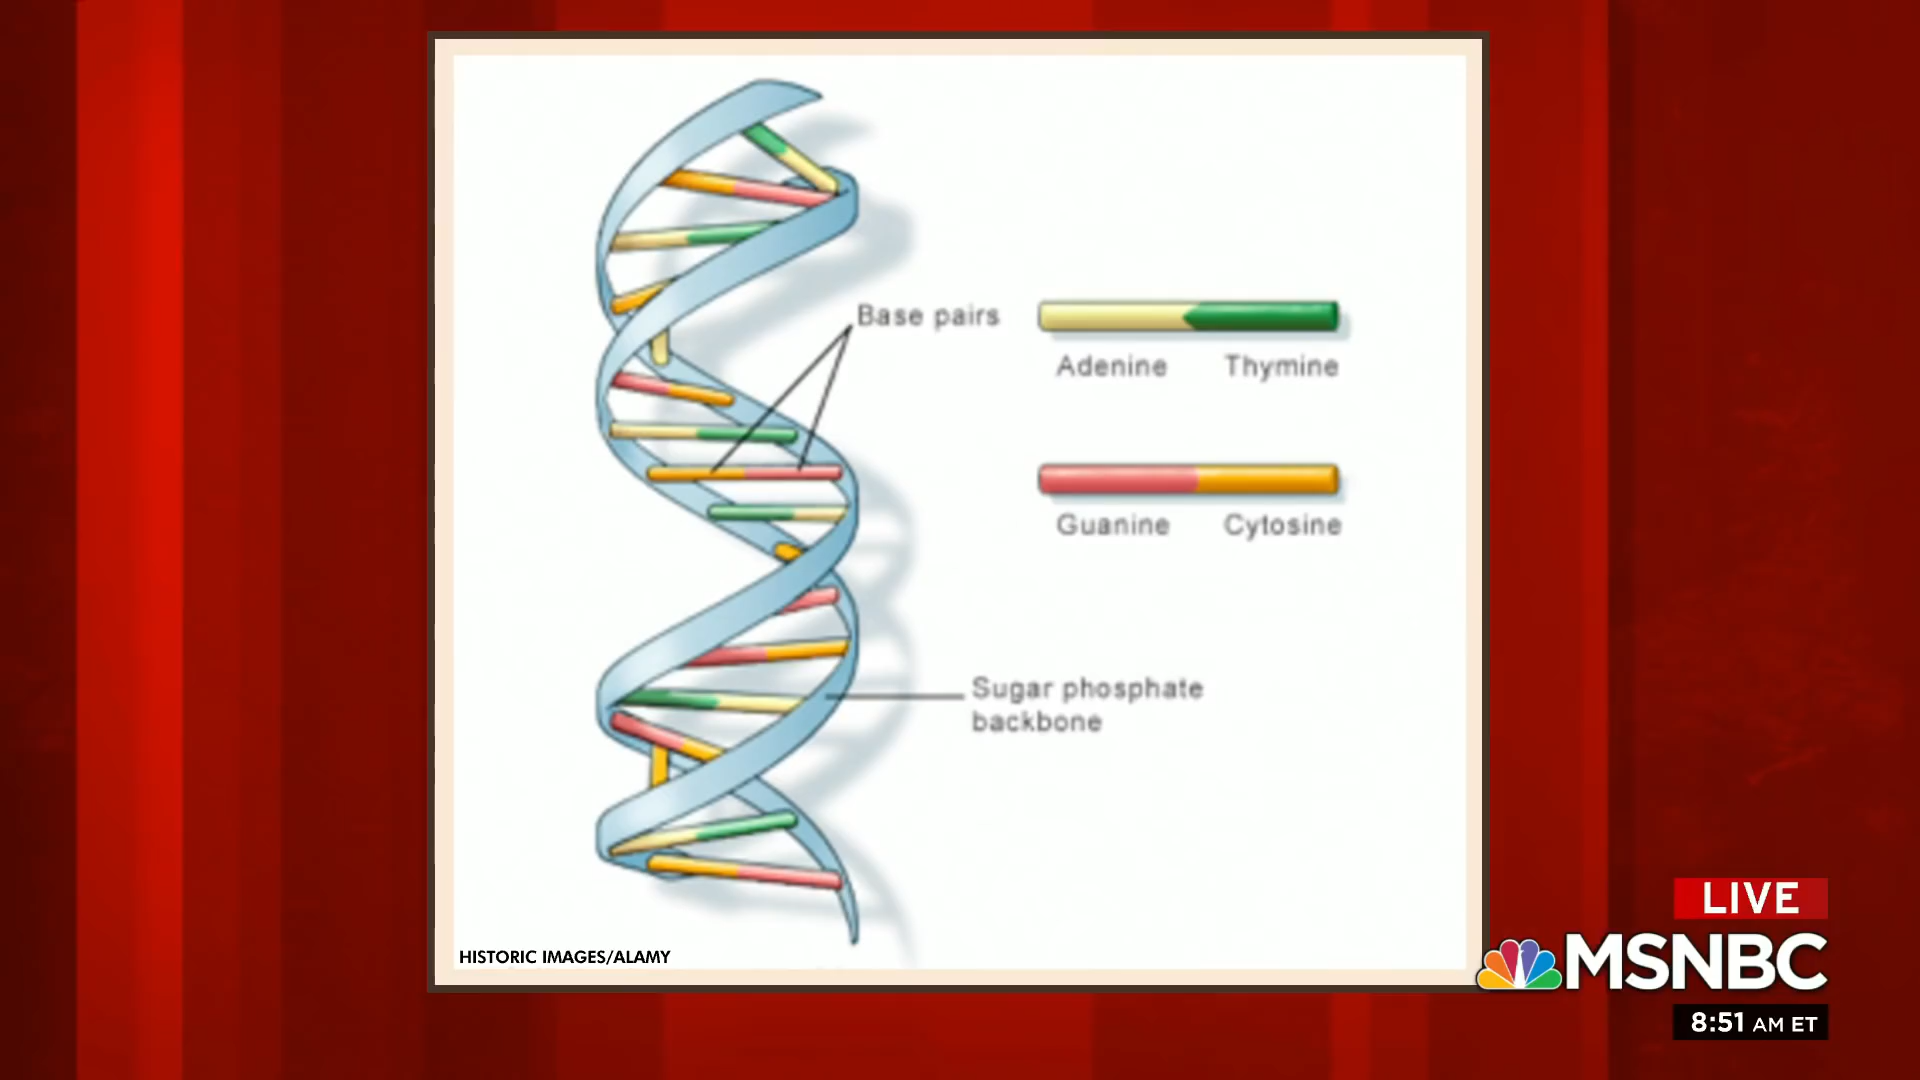 Base pairs
Adenine Thymine
Guanine Cytosine
Sugar phosphate
backbone
HISTORIC IMAGES/ALAMY
LIVE
MSNBC
8:51 AM ET